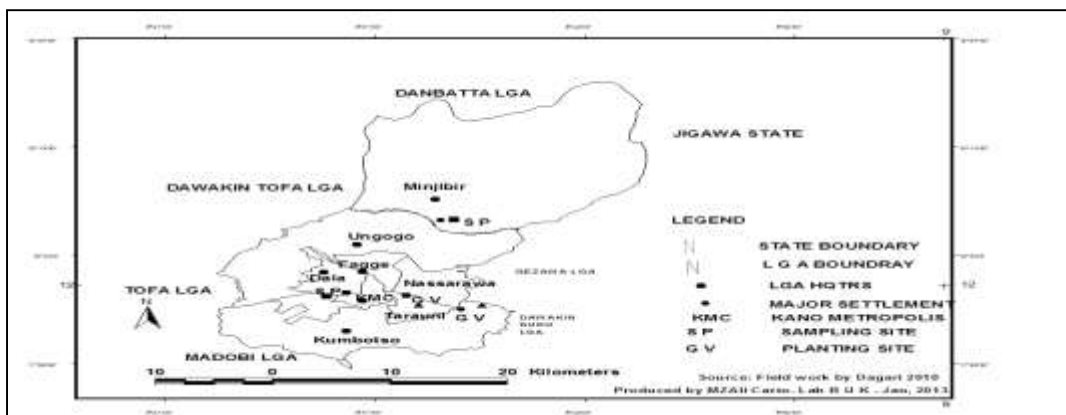 9
DANBATTA LGA
JIGAWA STATE
DAWAKIN TOFA LGA
Minjibir
S P
LEGEND
Ungogo
STATE BOUNDARY
Fagge
L G A BOUNDRAY
GEZAWA LGA
Dala
Nassarawa
12
LGA HQTRS
12
TOFA LGA
S P
KMC
G V
MAJOR SETTLEMENT
N
Tarauni
G V
DAWAKIN
KUDU
LGA
KMC KANO METROPOLIS
S P SAMPLING SITE
Kumbotso
G V PLANTING SITE
MADOBI LGA
10 0 10 20 Kilometers
Source: Field work by Dagari 2010
Produced by MZAli Carto. Lab B U K . Jan, 2013